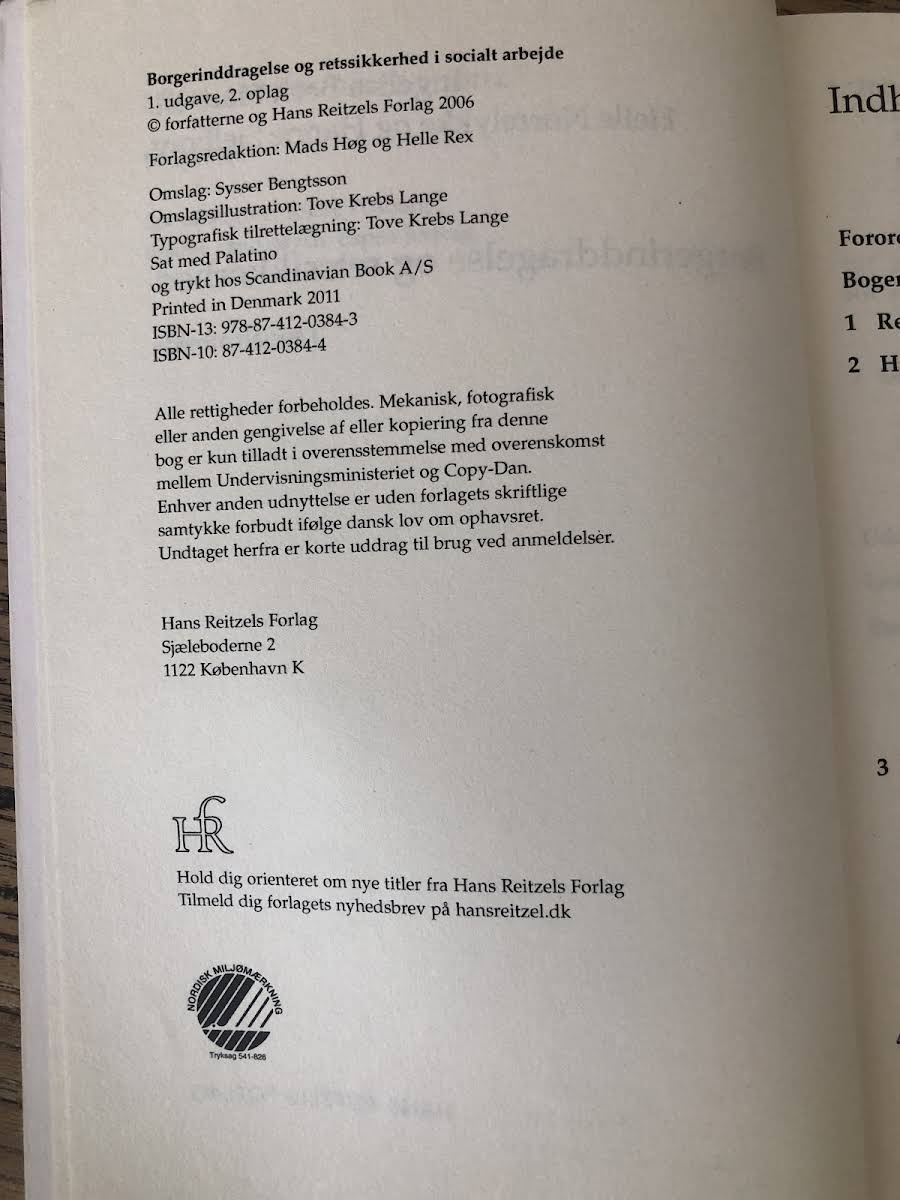 Borgerinddragelse og retssikkerhed i socialt arbejde
1. udgave, 2. oplag
© forfatterne og Hans Reitzels Forlag 2006
Forlagsredaktion: Mads Høg og Helle Rex
Omslag: Sysser Bengtsson
Omslagsillustration: Tove Krebs Lange
Typografisk tilrettelægning: Tove Krebs Lange
Sat med Palatino
og trykt hos Scandinavian Book A/S
Printed in Denmark 2011
ISBN-13: 978-87-412-0384-3
ISBN-10: 87-412-0384-4
Alle rettigheder forbeholdes. Mekanisk, fotografisk
eller anden gengivelse af eller kopiering fra denne
bog er kun tilladt i overensstemmelse med overenskomst
mellem Undervisningsministeriet og Copy-Dan.
Enhver anden udnyttelse er uden forlagets skriftlige
samtykke forbudt ifølge dansk lov om ophavsret.
Undtaget herfra er korte uddrag til brug ved anmeldelser.
Hans Reitzels Forlag
Sjæleboderne 2
1122 København K
HR
Hold dig orienteret om nye titler fra Hans Reitzels Forlag
Tilmeld dig forlagets nyhedsbrev på hansreitzel.dk
NORDISK MILJØMÆRKNING
Tryksag 541-826
1
2
3